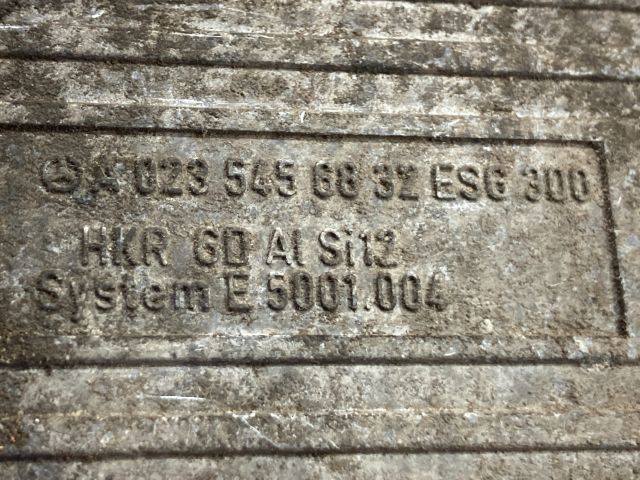 A 023 545 68 32 ESG 300
HKR GD Al Si12
System E 5001.004